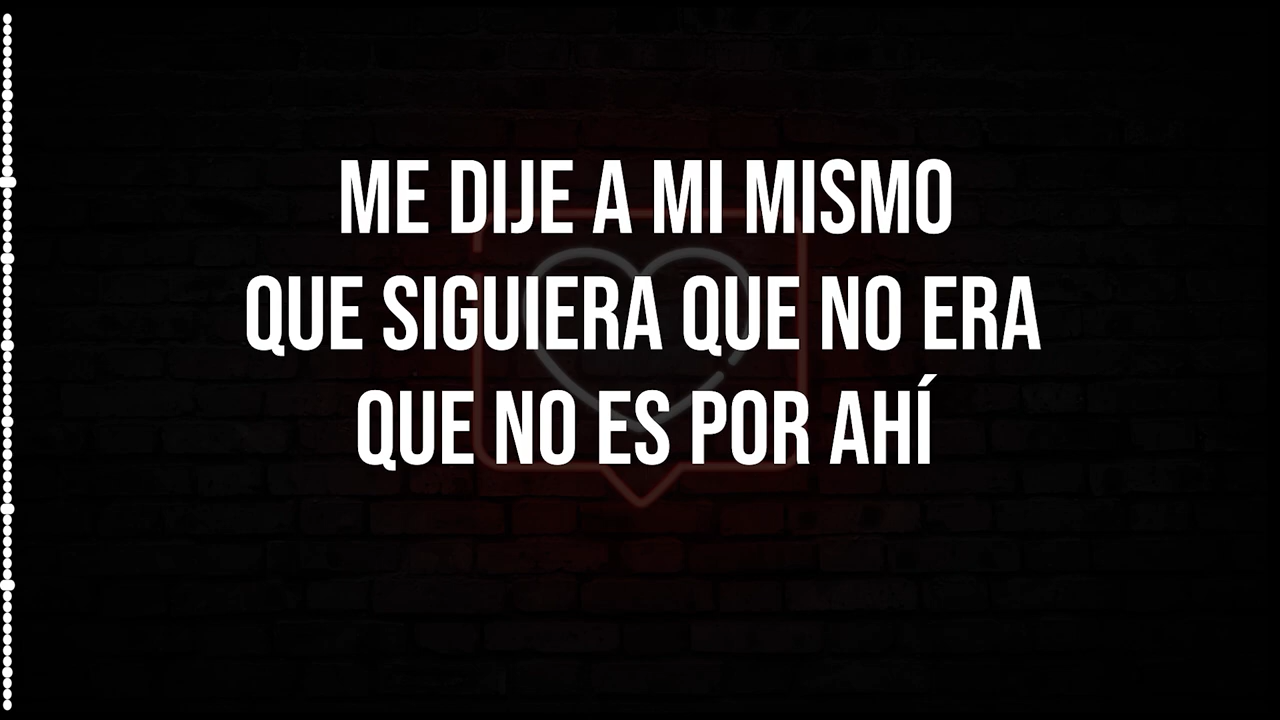 ME DIJE A MI MISMO
QUE SIGUIERA QUE NO ERA
QUE NO ES POR AHÍ